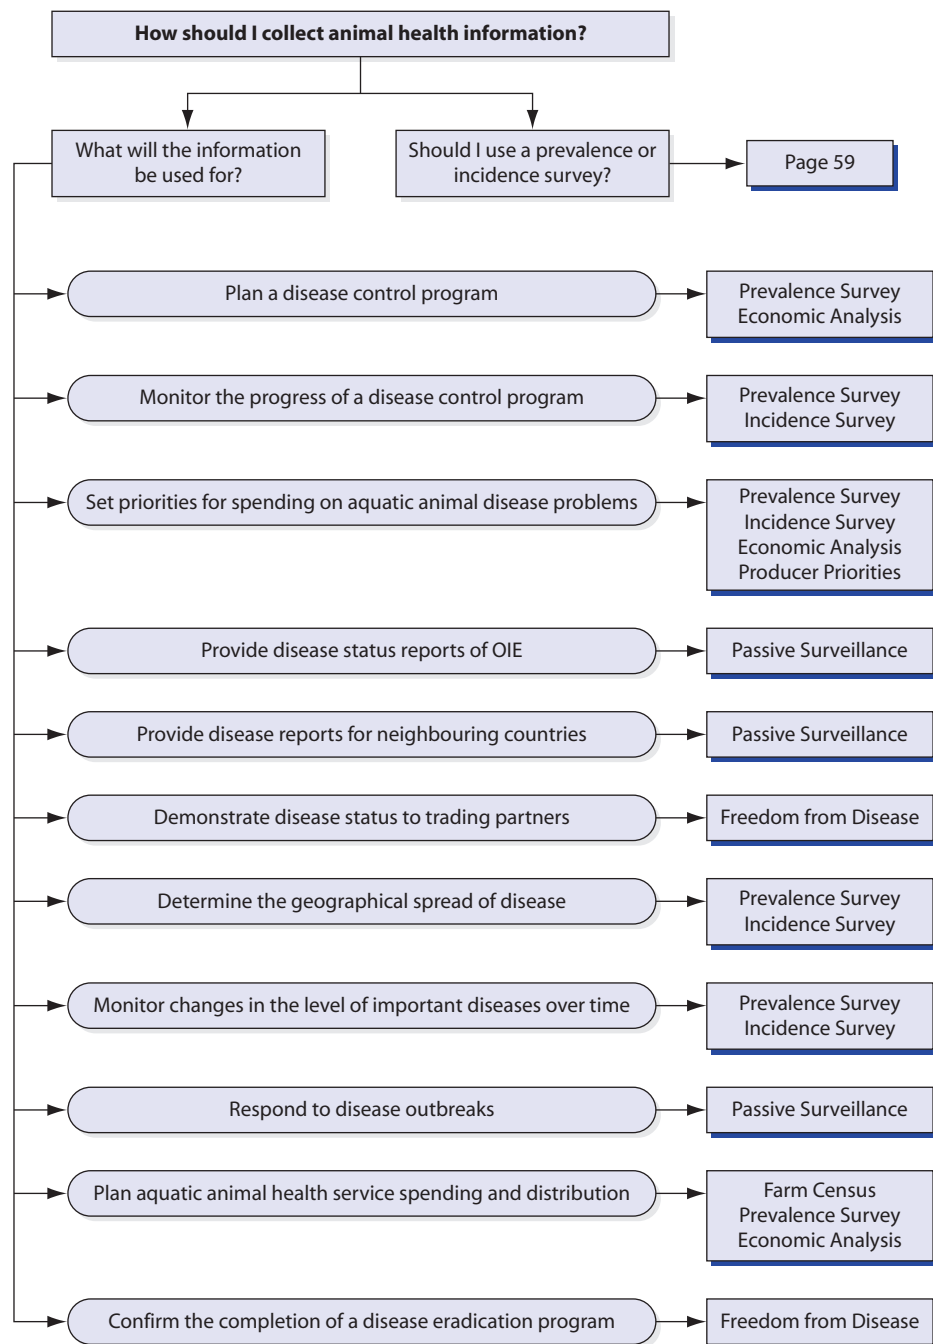 How should I collect animal health information?
What will the information
be used for?
Should I use a prevalence or
incidence survey?
Page 59
Plan a disease control program
Prevalence Survey
Economic Analysis
Monitor the progress of a disease control program
Prevalence Survey
Incidence Survey
Set priorities for spending on aquatic animal disease problems
Prevalence Survey
Incidence Survey
Economic Analysis
Producer Priorities
Provide disease status reports of OIE
Passive Surveillance
Provide disease reports for neighbouring countries
Passive Surveillance
Demonstrate disease status to trading partners
Freedom from Disease
Determine the geographical spread of disease
Prevalence Survey
Incidence Survey
Monitor changes in the level of important diseases over time
Prevalence Survey
Incidence Survey
Respond to disease outbreaks
Passive Surveillance
Plan aquatic animal health service spending and distribution
Farm Census
Prevalence Survey
Economic Analysis
Confirm the completion of a disease eradication program
Freedom from Disease